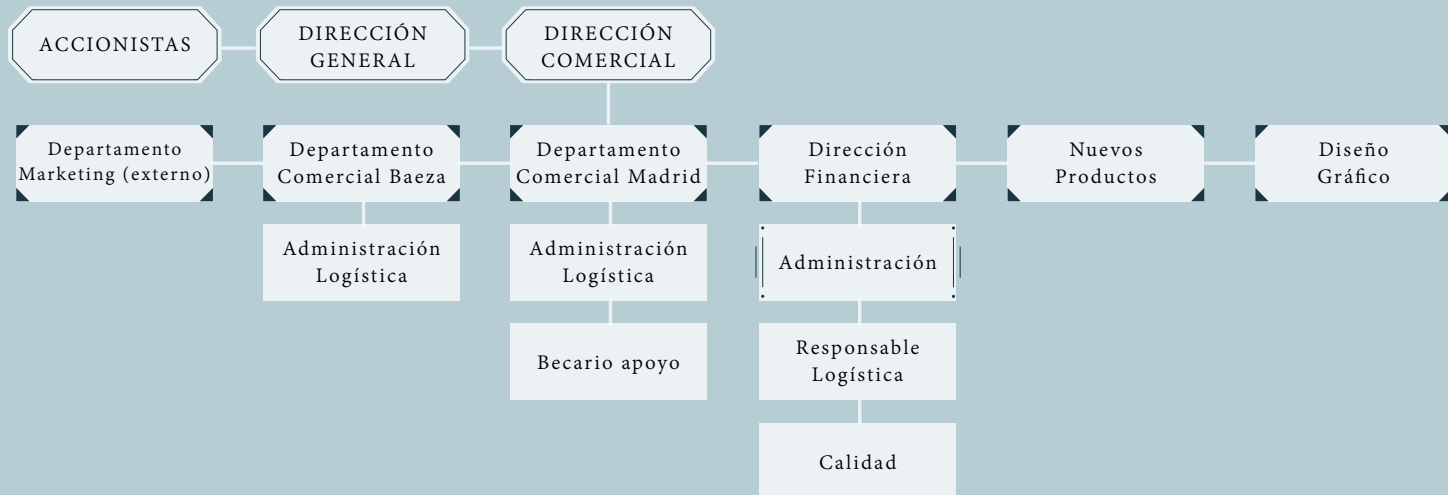 ACCIONISTAS
DIRECCIÓN
GENERAL
DIRECCIÓN
COMERCIAL
Departamento
Marketing (externo)
Departamento
Comercial Baeza
Departamento
Comercial Madrid
Dirección
Financiera
Nuevos
Productos
Diseño
Gráfico
Administración
Logística
Administración
Logística
Administración
Becario apoyo
Responsable
Logística
Calidad